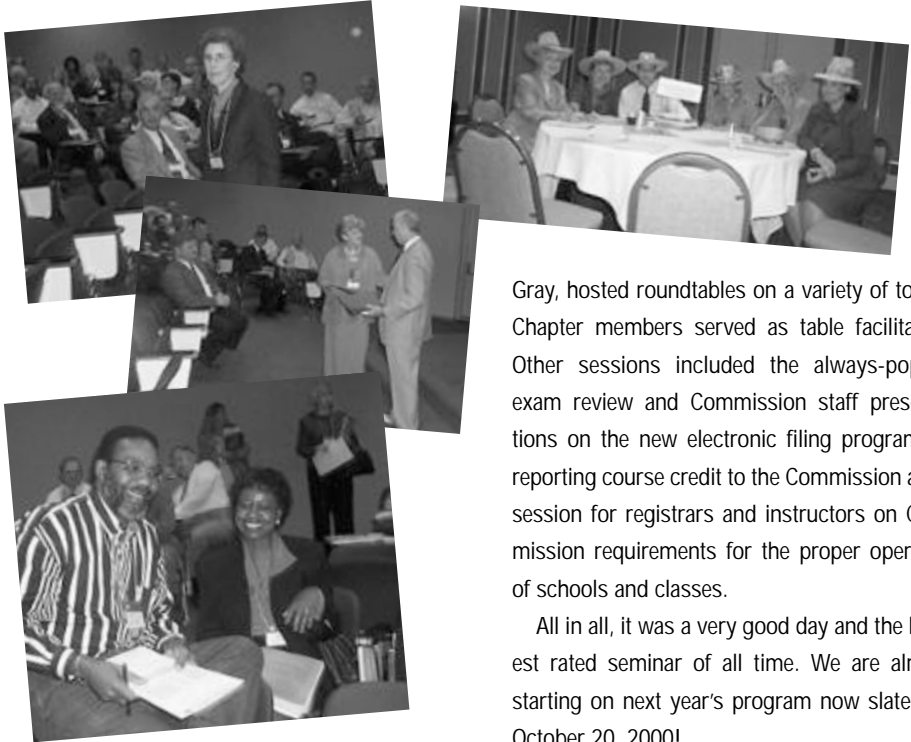 Gray, hosted roundtables on a variety of to
Chapter members served as table facilita
Other sessions included the always-pop
exam review and Commission staff pres
tions on the new electronic filing program
reporting course credit to the Commission a
session for registrars and instructors on C
mission requirements for the proper oper
of schools and classes.
All in all, it was a very good day and the h
est rated seminar of all time. We are alr
starting on next year's program now slate
October 20, 2000!